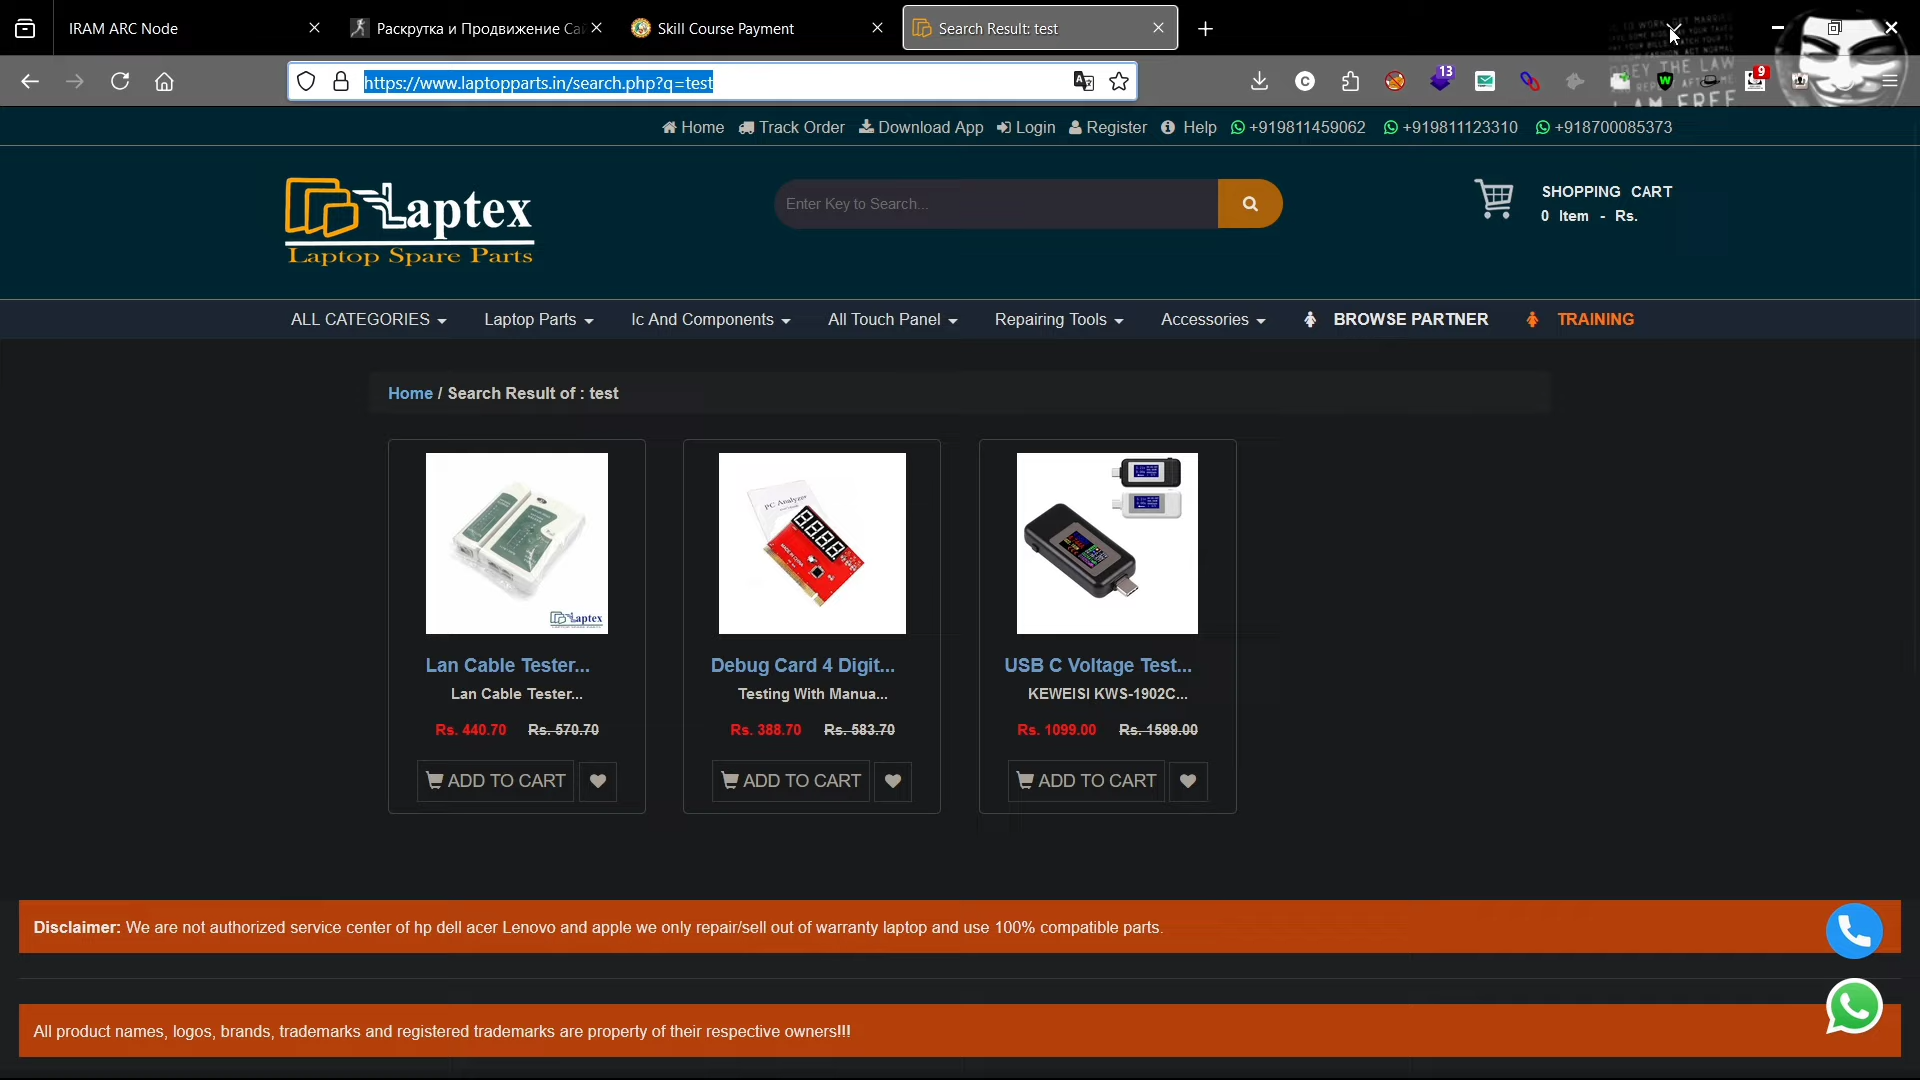 IRAM ARC Node
Раскрутка и Продвижение Са
Skill Course Payment
Search Result: test
https://www.laptopparts.in/search.php?q=test
13
9
Home Track Order Download App Login Register Help +919811459062 +919811123310 +918700085373
Laptex
Laptop Spare Parts
Enter Key to Search...
SHOPPING CART
0 Item - Rs.
ALL CATEGORIES Laptop Parts Ic And Components All Touch Panel Repairing Tools Accessories BROWSE PARTNER TRAINING
Home / Search Result of : test
PC Analyzer
Laptex
Lan Cable Tester... Debug Card 4 Digit... USB C Voltage Test...
Lan Cable Tester... Testing With Manua... KEWEISI KWS-1902C...
Rs. 440.70 Rs. 570.70 Rs. 388.70 Rs. 583.70 Rs. 1099.00 Rs. 1599.00
ADD TO CART ADD TO CART ADD TO CART
Disclaimer: We are not authorized service center of hp dell acer Lenovo and apple we only repair/sell out of warranty laptop and use 100% compatible parts.
All product names, logos, brands, trademarks and registered trademarks are property of their respective owners!!!